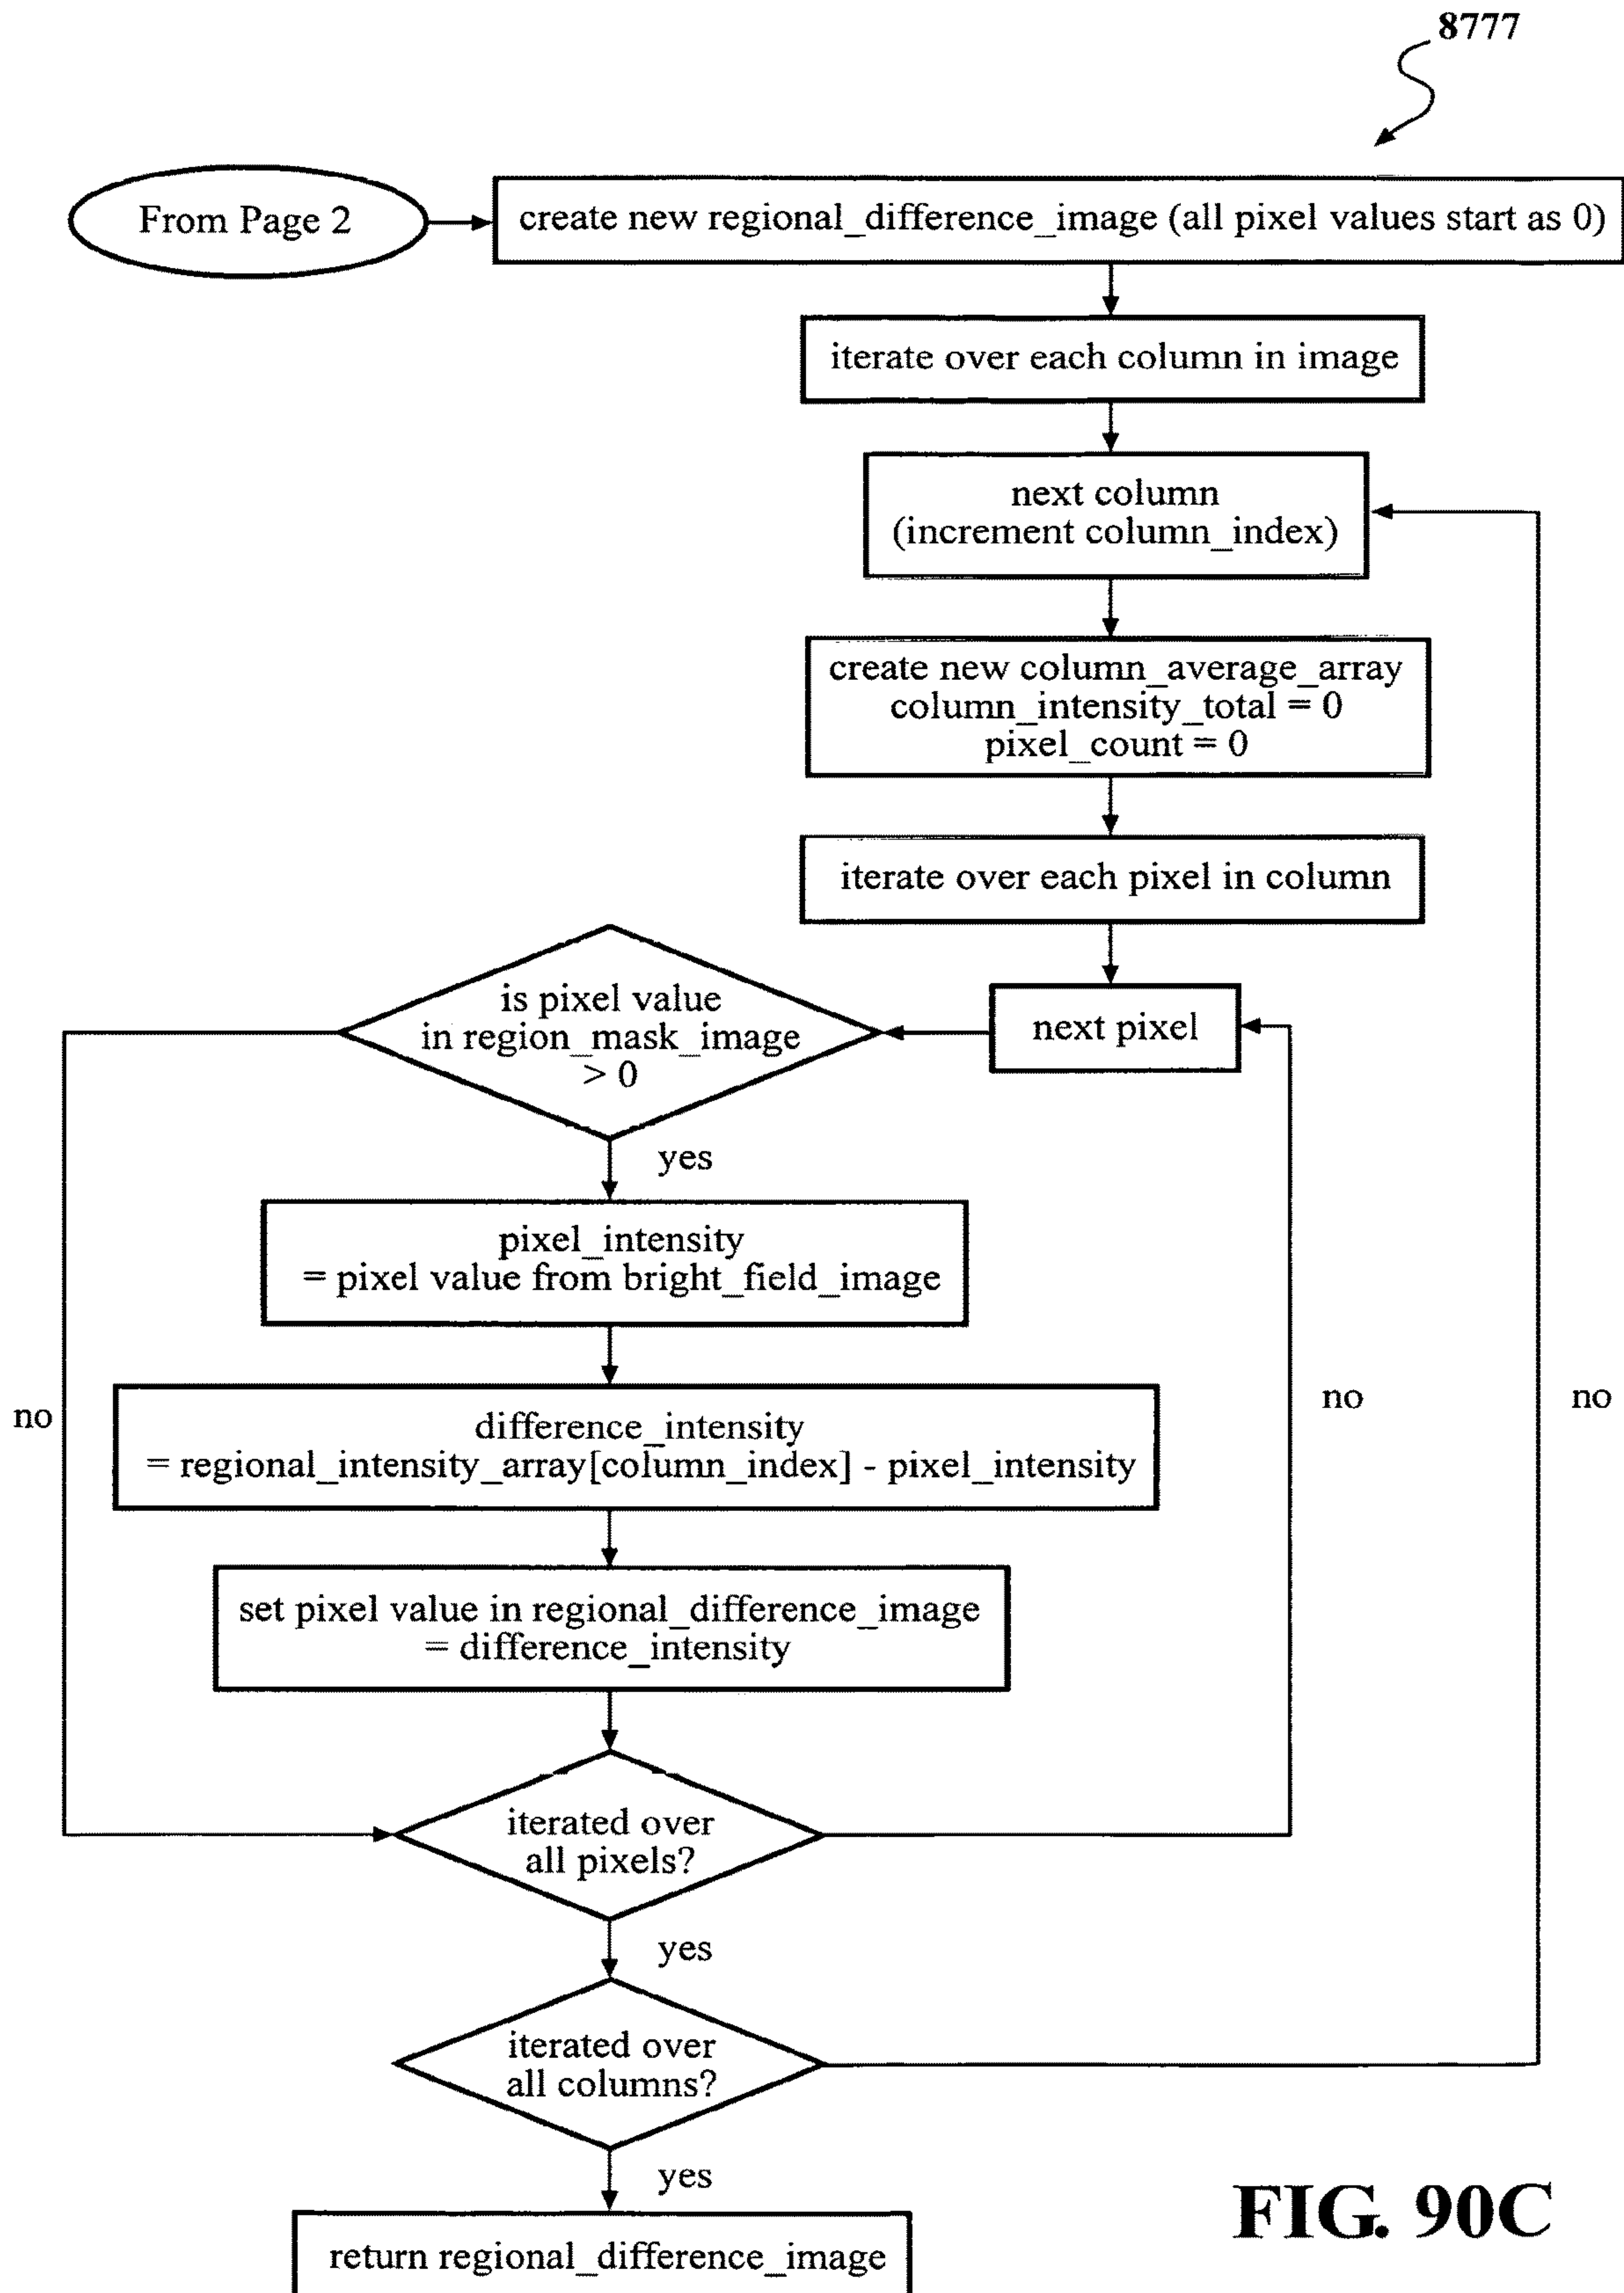 8777
From Page 2
create new regional_difference_image (all pixel values start as 0)
iterate over each column in image
next column
(increment column_index)
create new column_average_array
column_intensity_total = 0
pixel_count = 0
iterate over each pixel in column
next pixel
is pixel value
in region_mask_image
> 0
yes
pixel_intensity
= pixel value from bright_field_image
difference_intensity
= regional_intensity_array[column_index] - pixel_intensity
no
no
no
set pixel value in regional_difference_image
= difference_intensity
iterated over
all pixels?
yes
iterated over
all columns?
yes
return regional_difference_image
FIG. 90C